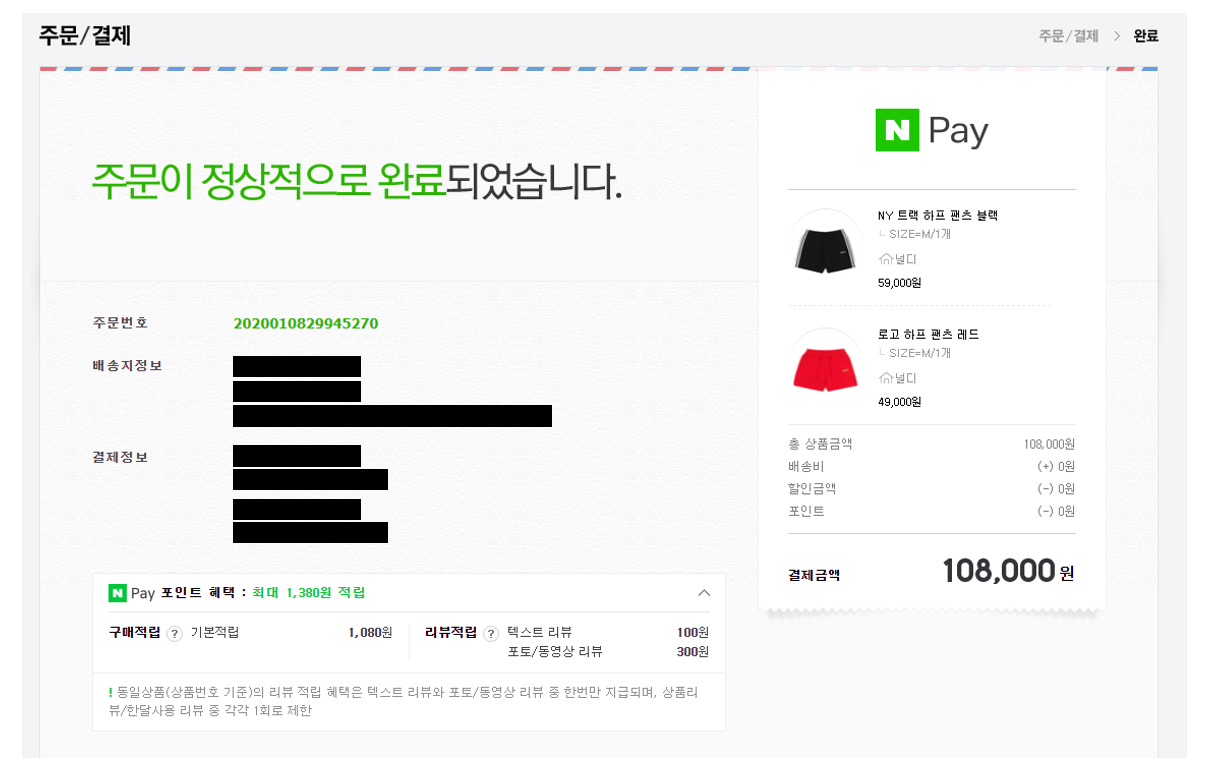 주문/결제
주문/결제 > 완료
주문이 정상적으로 완료되었습니다.
주문번호 2020010829945270
배송지정보
결제정보
N Pay 포인트 혜택 : 최대 1,380원 적립
구매적립 ? 기본적립 1,080원
리뷰적립 ? 텍스트 리뷰 100원
포토/동영상 리뷰 300원
! 동일상품(상품번호 기준)의 리뷰 적립 혜택은 텍스트 리뷰와 포토/동영상 리뷰 중 한번만 지급되며, 상품리
뷰/한달사용 리뷰 중 각각 1회로 제한
N Pay
NY 트랙 하프 팬츠 블랙
└ SIZE=M/1개
널디
59,000원
로고 하프 팬츠 레드
└ SIZE=M/1개
널디
49,000원
총 상품금액 108,000원
배송비 (+) 0원
할인금액 (-) 0원
포인트 (-) 0원
결제금액 108,000 원